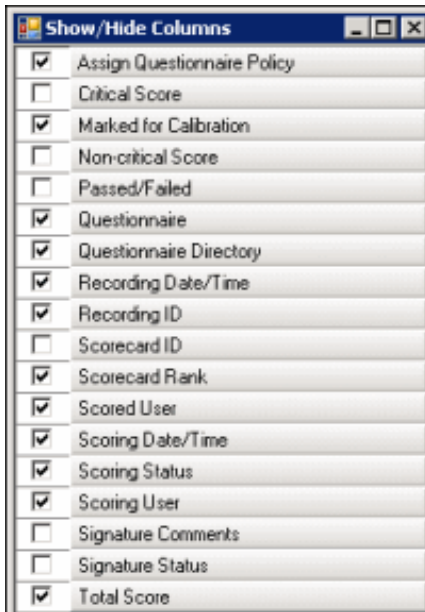 Show/Hide Columns
Assign Questionnaire Policy
Critical Score
Marked for Calibration
Non-critical Score
Passed/Failed
Questionnaire
Questionnaire Directory
Recording Date/Time
Recording ID
Scorecard ID
Scorecard Rank
Scored User
Scoring Date/Time
Scoring Status
Scoring User
Signature Comments
Signature Status
Total Score